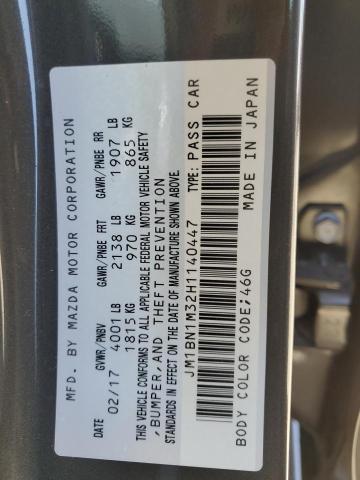 MFD. BY MAZDA MOTOR CORPORATION
GVWR/PNBV GAWR/PNBE FRT GAWR/PNBE RR
DATE 4001 LB 2138 LB 1907 LB
02/17 1815 KG 970 KG 865 KG
THIS VEHICLE CONFORMS TO ALL APPLICABLE FEDERAL MOTOR VEHICLE SAFETY
,BUMPER,AND THEFT PREVENTION
STANDARDS IN EFFECT ON THE DATE OF MANUFACTURE SHOWN ABOVE.
JM1BN1M32H1140447 TYPE: PASS CAR
BODY COLOR CODE;46G MADE IN JAPAN